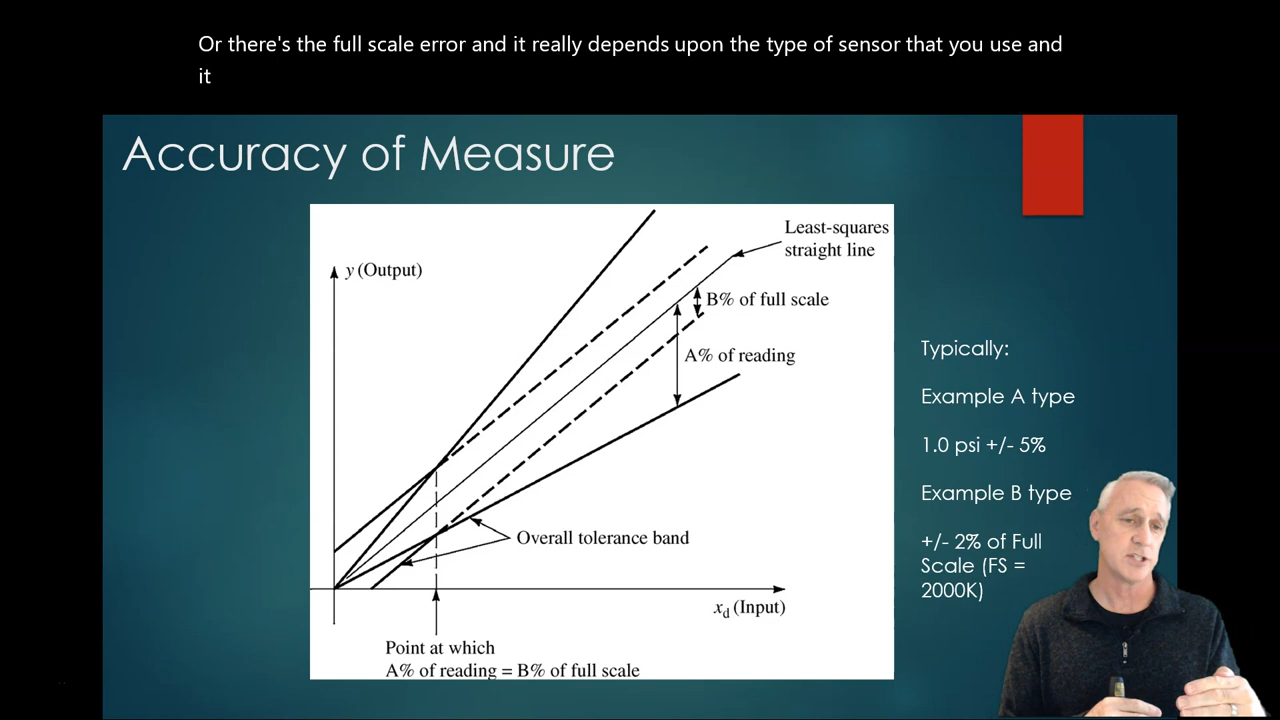 Or there's the full scale error and it really depends upon the type of sensor that you use and
it
Accuracy of Measure
Least-squares
straight line
y (Output)
B% of full scale
A% of reading
Overall tolerance band
xd (Input)
Point at which
A% of reading = B% of full scale
Typically:
Example A type
1.0 psi +/- 5%
Example B type
+/- 2% of Full
Scale (FS =
2000K)